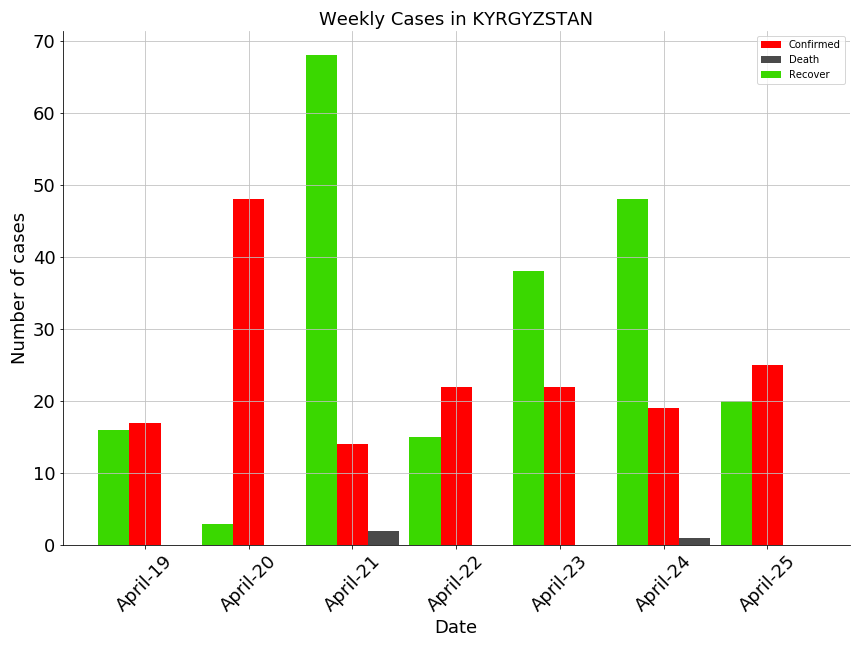 Weekly Cases in KYRGYZSTAN
Confirmed
Death
Recover
Number of cases
70
60
50
40
30
20
10
0
April-19
April-20
April-21
April-22
April-23
April-24
April-25
Date